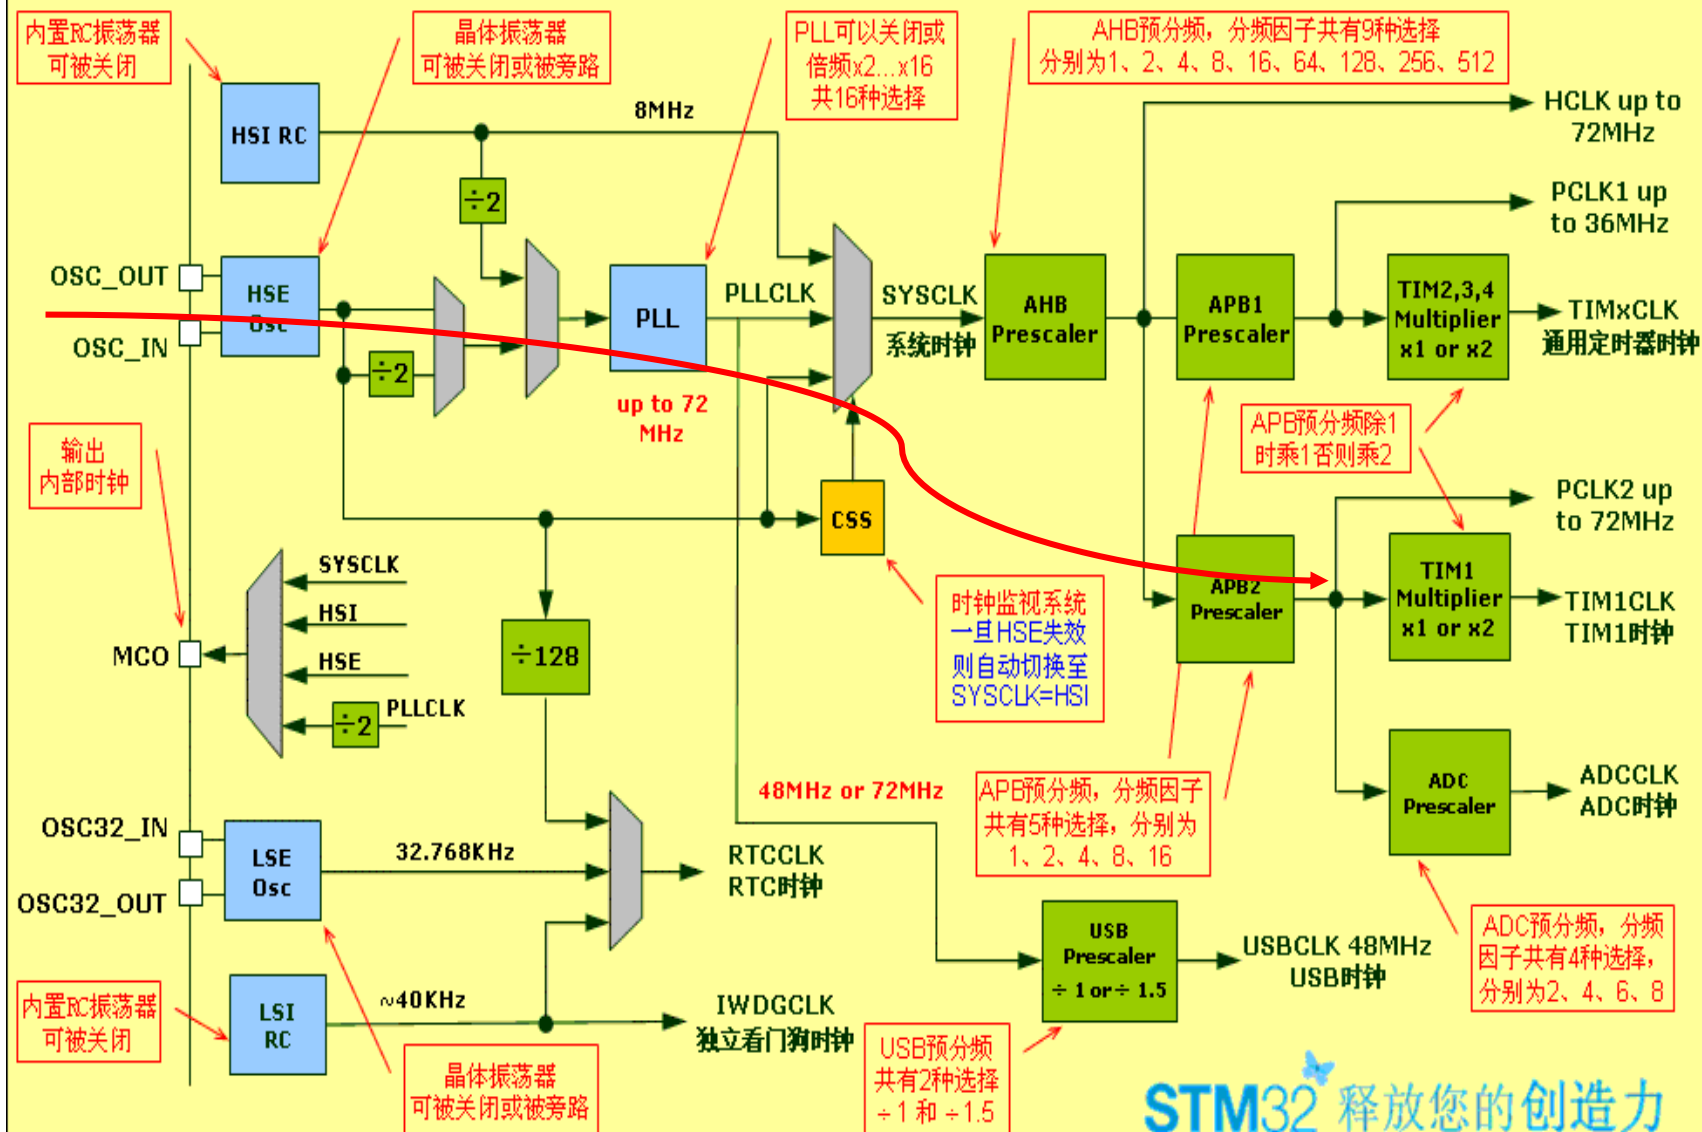 内置RC振荡器
可被关闭
晶体振荡器
可被关闭或被旁路
PLL可以关闭或
倍频x2...x16
共16种选择
AHB预分频，分频因子共有9种选择
分别为1、2、4、8、16、64、128、256、512
HSI RC
8MHz
÷2
HCLK up to
72MHz
PCLK1 up
to 36MHz
OSC_OUT
OSC_IN
HSE
Osc
÷2
PLL
PLLCLK
up to 72
MHz
SYSCLK
系统时钟
AHB
Prescaler
APB1
Prescaler
TIM2,3,4
Multiplier
x1 or x2
TIMxCLK
通用定时器时钟
APB预分频除1
时乘1否则乘2
输出
内部时钟
CSS
PCLK2 up
to 72MHz
APB2
Prescaler
TIM1
Multiplier
x1 or x2
TIM1CLK
TIM1时钟
时钟监视系统
一旦HSE失效
则自动切换至
SYSCLK=HSI
SYSCLK
HSI
HSE
PLLCLK
÷2
MCO
÷128
48MHz or 72MHz
APB预分频，分频因子
共有5种选择，分别为
1、2、4、8、16
ADC
Prescaler
ADCCLK
ADC时钟
OSC32_IN
OSC32_OUT
LSE
Osc
32.768KHz
RTCCLK
RTC时钟
USB
Prescaler
÷ 1 or ÷ 1.5
USBCLK 48MHz
USB时钟
ADC预分频，分频
因子共有4种选择，
分别为2、4、6、8
内置RC振荡器
可被关闭
LSI
RC
~40KHz
IWDGCLK
独立看门狗时钟
晶体振荡器
可被关闭或被旁路
USB预分频
共有2种选择
÷1 和 ÷1.5
STM32 释放您的创造力